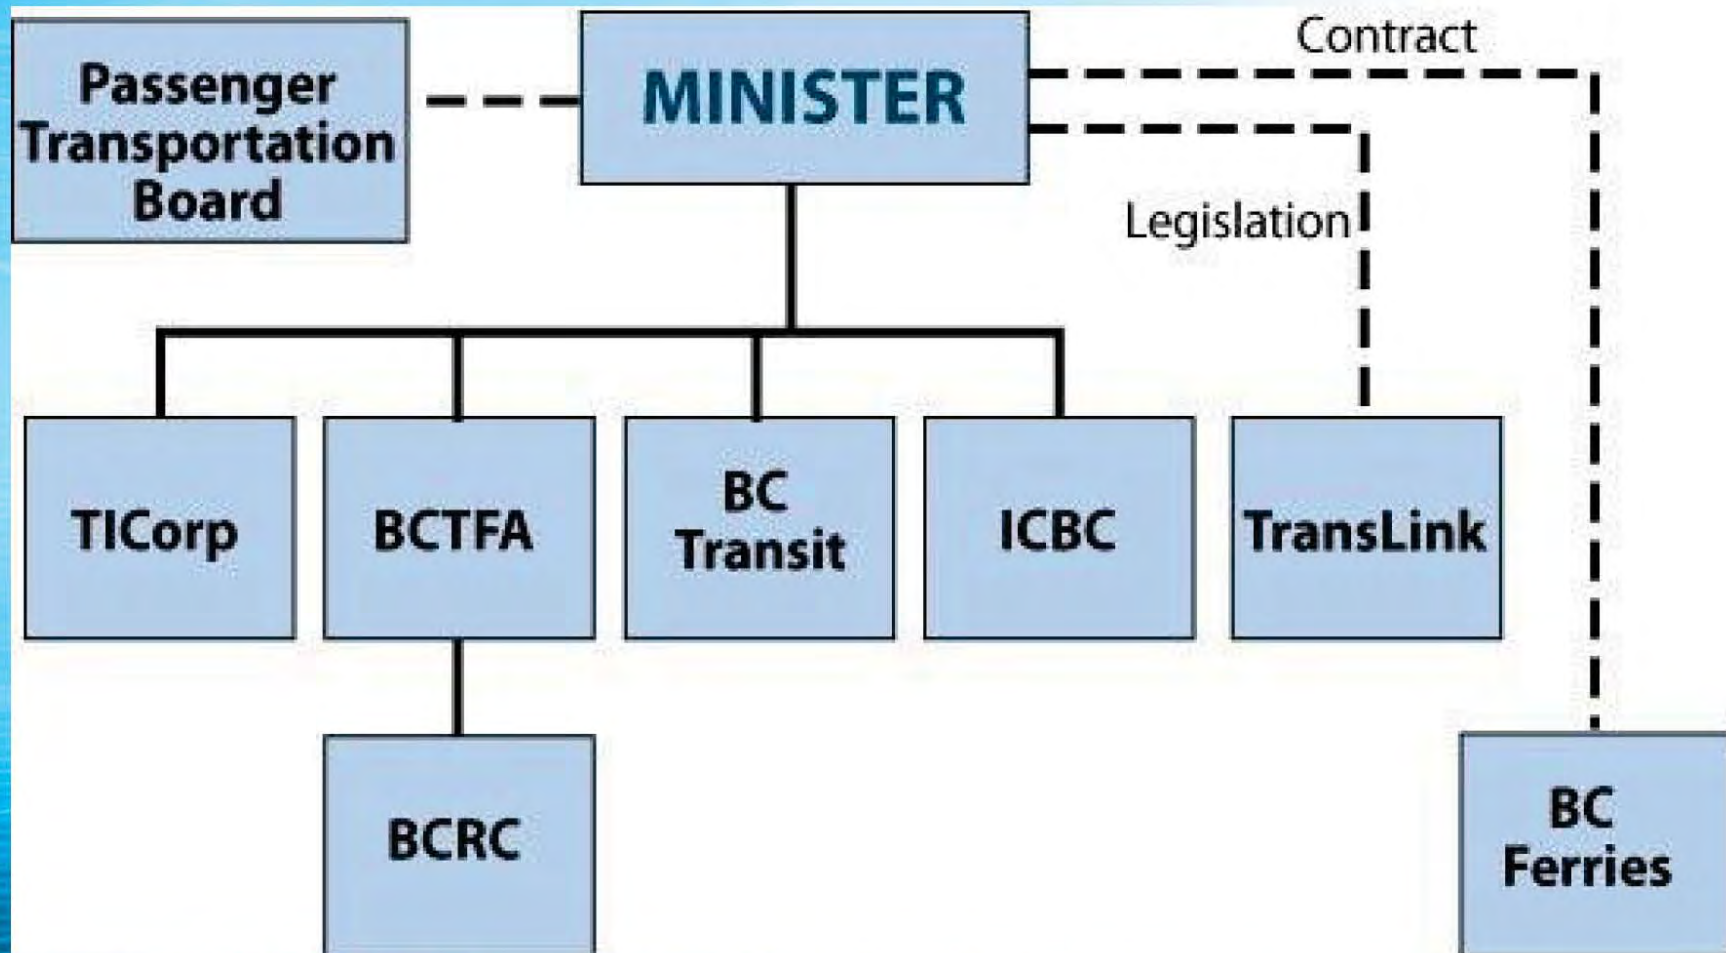 Passenger
Transportation
Board
MINISTER
Contract
Legislation
TICorp
BCTFA
BC
Transit
ICBC
TransLink
BCRC
BC
Ferries